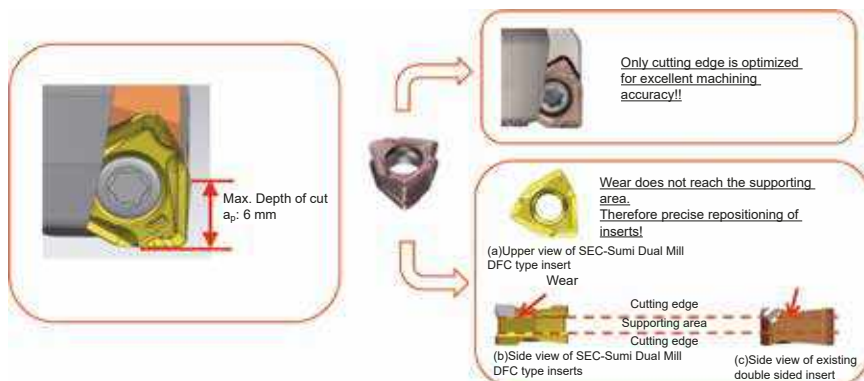 Max. Depth of cut
ap: 6 mm
Only cutting edge is optimized
for excellent machining
accuracy!!
Wear does not reach the supporting
area.
Therefore precise repositioning of
inserts!
(a)Upper view of SEC-Sumi Dual Mill
DFC type insert
Wear
Cutting edge
Supporting area
Cutting edge
(b)Side view of SEC-Sumi Dual Mill
DFC type inserts
(c)Side view of existing
double sided insert